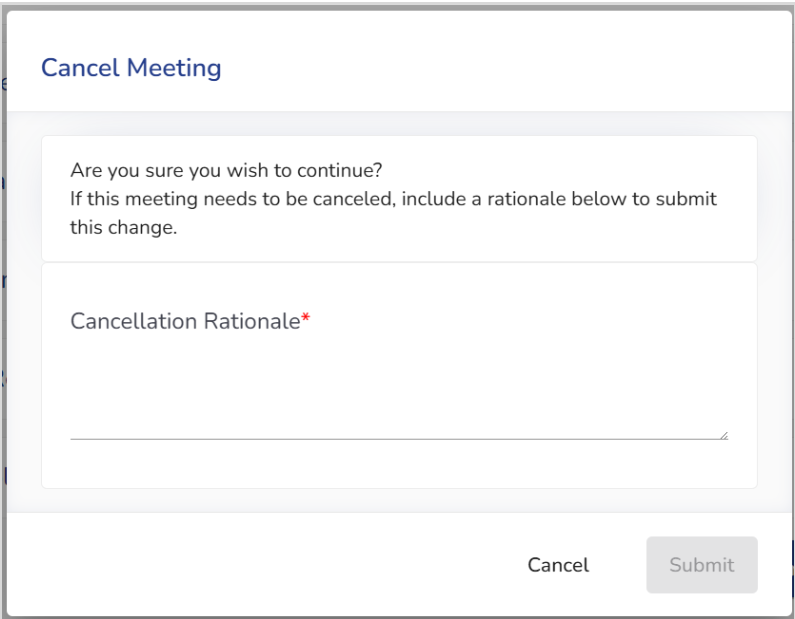 Cancel Meeting
Are you sure you wish to continue?
If this meeting needs to be canceled, include a rationale below to submit
this change.
Cancellation Rationale*
Cancel
Submit